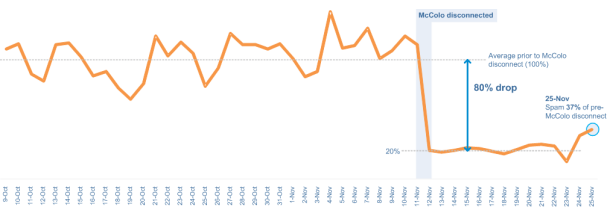 McColo disconnected
Average prior to McColo
disconnect (100%)
80% drop
25-Nov
Spam 37% of pre-
McColo disconnect
20%
9-Oct
10-Oct
11-Oct
12-Oct
13-Oct
14-Oct
15-Oct
16-Oct
17-Oct
18-Oct
19-Oct
20-Oct
21-Oct
22-Oct
23-Oct
24-Oct
25-Oct
26-Oct
27-Oct
28-Oct
29-Oct
30-Oct
31-Oct
1-Nov
2-Nov
3-Nov
4-Nov
5-Nov
6-Nov
7-Nov
8-Nov
9-Nov
10-Nov
11-Nov
12-Nov
13-Nov
14-Nov
15-Nov
16-Nov
17-Nov
18-Nov
19-Nov
20-Nov
21-Nov
22-Nov
23-Nov
24-Nov
25-Nov